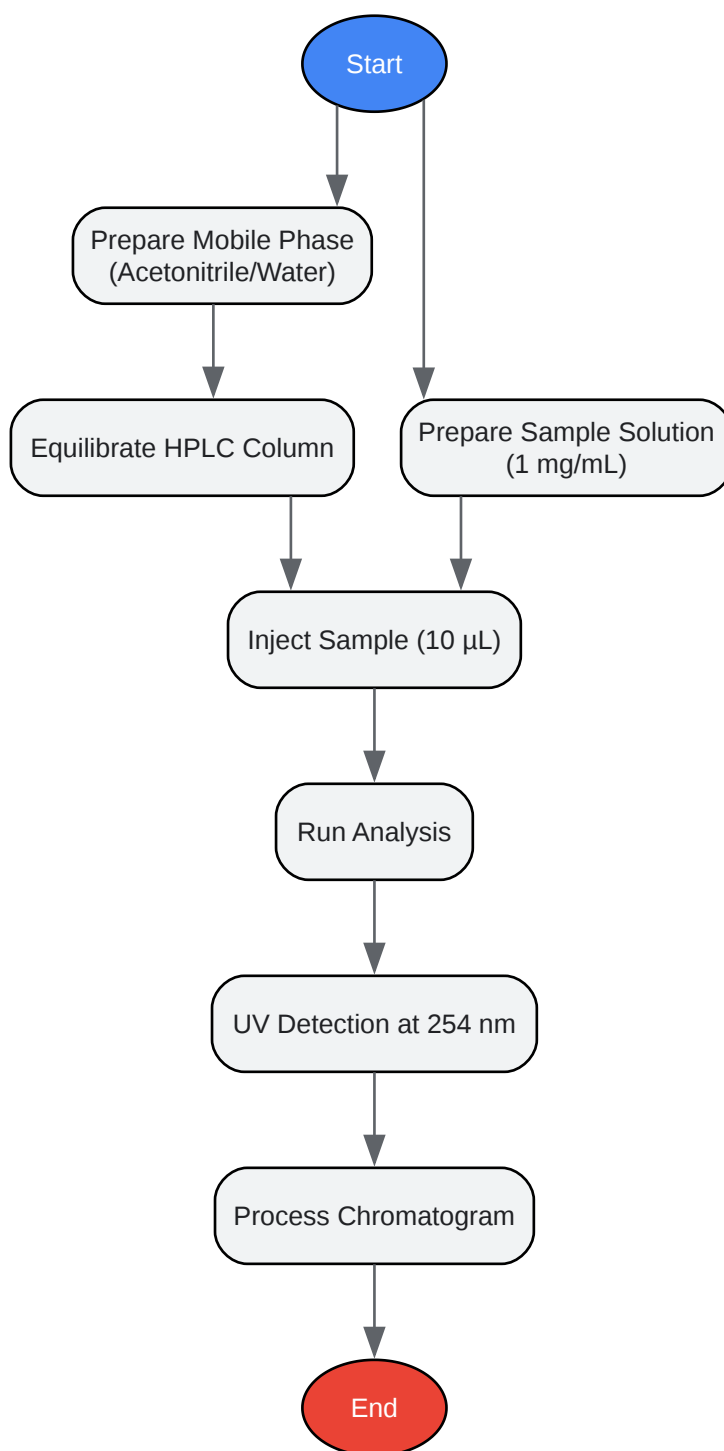 Start
Prepare Mobile Phase
(Acetonitrile/Water)
Equilibrate HPLC Column
Prepare Sample Solution
(1 mg/mL)
Inject Sample (10 µL)
Run Analysis
UV Detection at 254 nm
Process Chromatogram
End